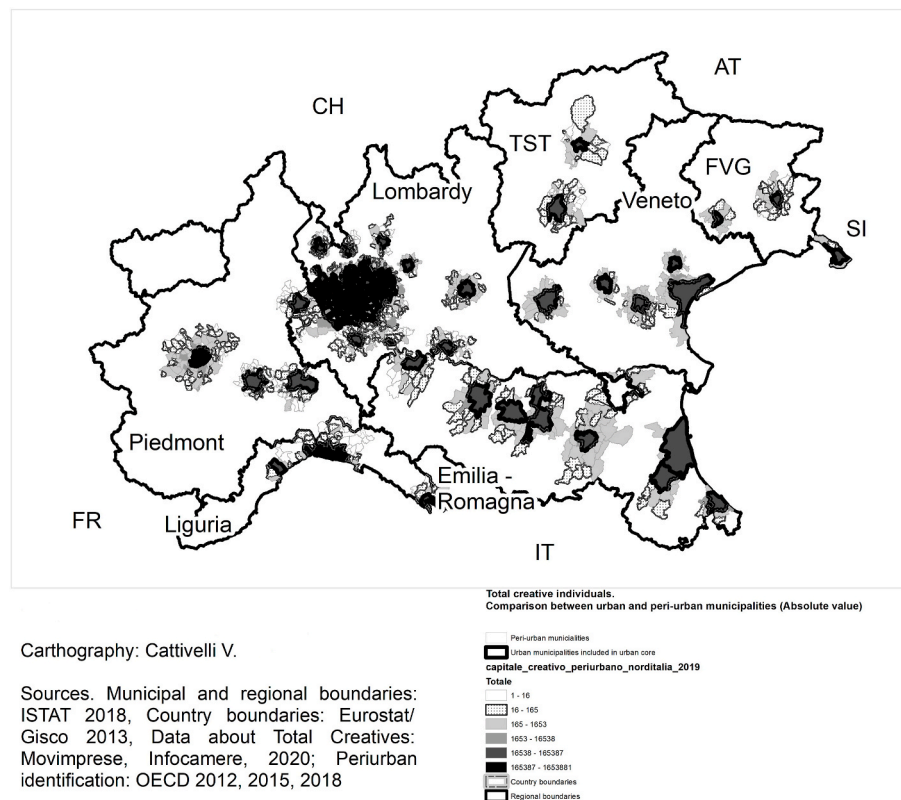 AT
CH
TST
FVG
Lombardy
Veneto
SI
Piedmont
Emilia -
Romagna
FR
Liguria
IT
Total creative individuals.
Comparison between urban and peri-urban municipalities (Absolute value)
Peri-urban municialities
Urban municipalities included in urban core
capitale_creativo_periurbano_norditalia_2019
Totale
1 - 16
16 - 165
165 - 1653
1653 - 16538
16538 - 165387
165387 - 1653881
Country boundaries
Regional boundaries
Carthography: Cattivelli V.
Sources. Municipal and regional boundaries:
ISTAT 2018, Country boundaries: Eurostat/
Gisco 2013, Data about Total Creatives:
Movimprese, Infocamere, 2020; Periurban
identification: OECD 2012, 2015, 2018